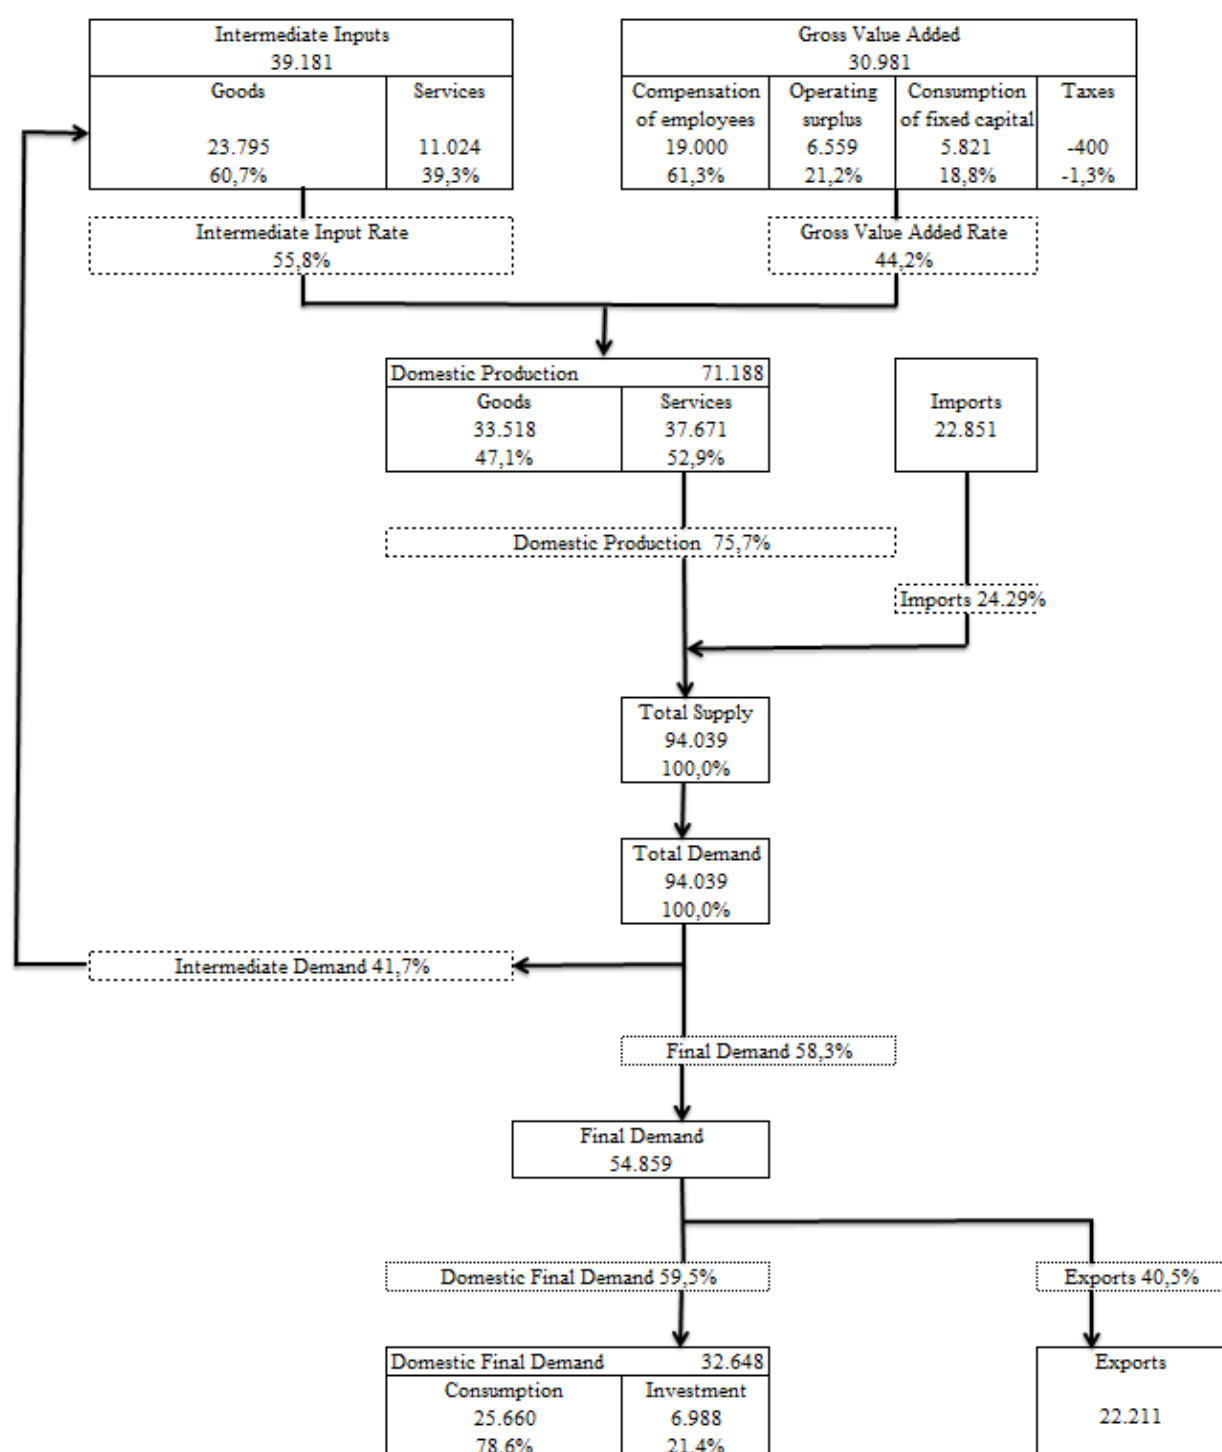 Intermediate Inputs
39.181
Goods
23.795
60,7%
Services
11.024
39,3%
Gross Value Added
30.981
Compensation
of employees
19.000
61,3%
Operating
surplus
6.559
21,2%
Consumption
of fixed capital
5.821
18,8%
Taxes
-400
-1,3%
Intermediate Input Rate
55,8%
Gross Value Added Rate
44,2%
Domestic Production 71.188
Goods
33.518
47,1%
Services
37.671
52,9%
Imports
22.851
Domestic Production 75,7%
Imports 24.29%
Total Supply
94.039
100,0%
Total Demand
94.039
100,0%
Intermediate Demand 41,7%
Final Demand 58,3%
Final Demand
54.859
Domestic Final Demand 59,5%
Exports 40,5%
Domestic Final Demand 32.648
Consumption
25.660
78.6%
Investment
6.988
21.4%
Exports
22.211